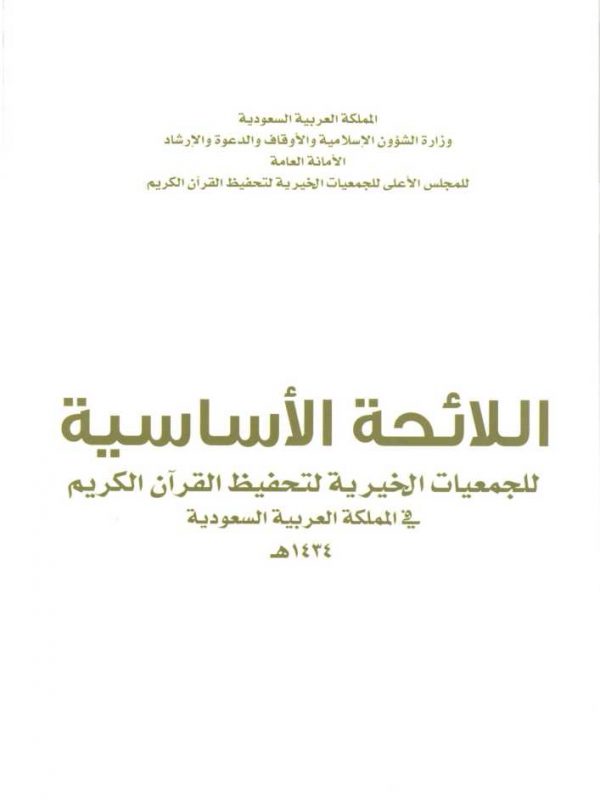 المملكة العربية السعودية
وزارة الشؤون الإسلامية والأوقاف والدعوة والإرشاد
الأمانة العامة
للمجلس الأعلى للجمعيات الخيرية لتحفيظ القرآن الكريم
اللائحة الأساسية
للجمعيات الخيرية لتحفيظ القرآن الكريم
في المملكة العربية السعودية
١٤٣٤هـ